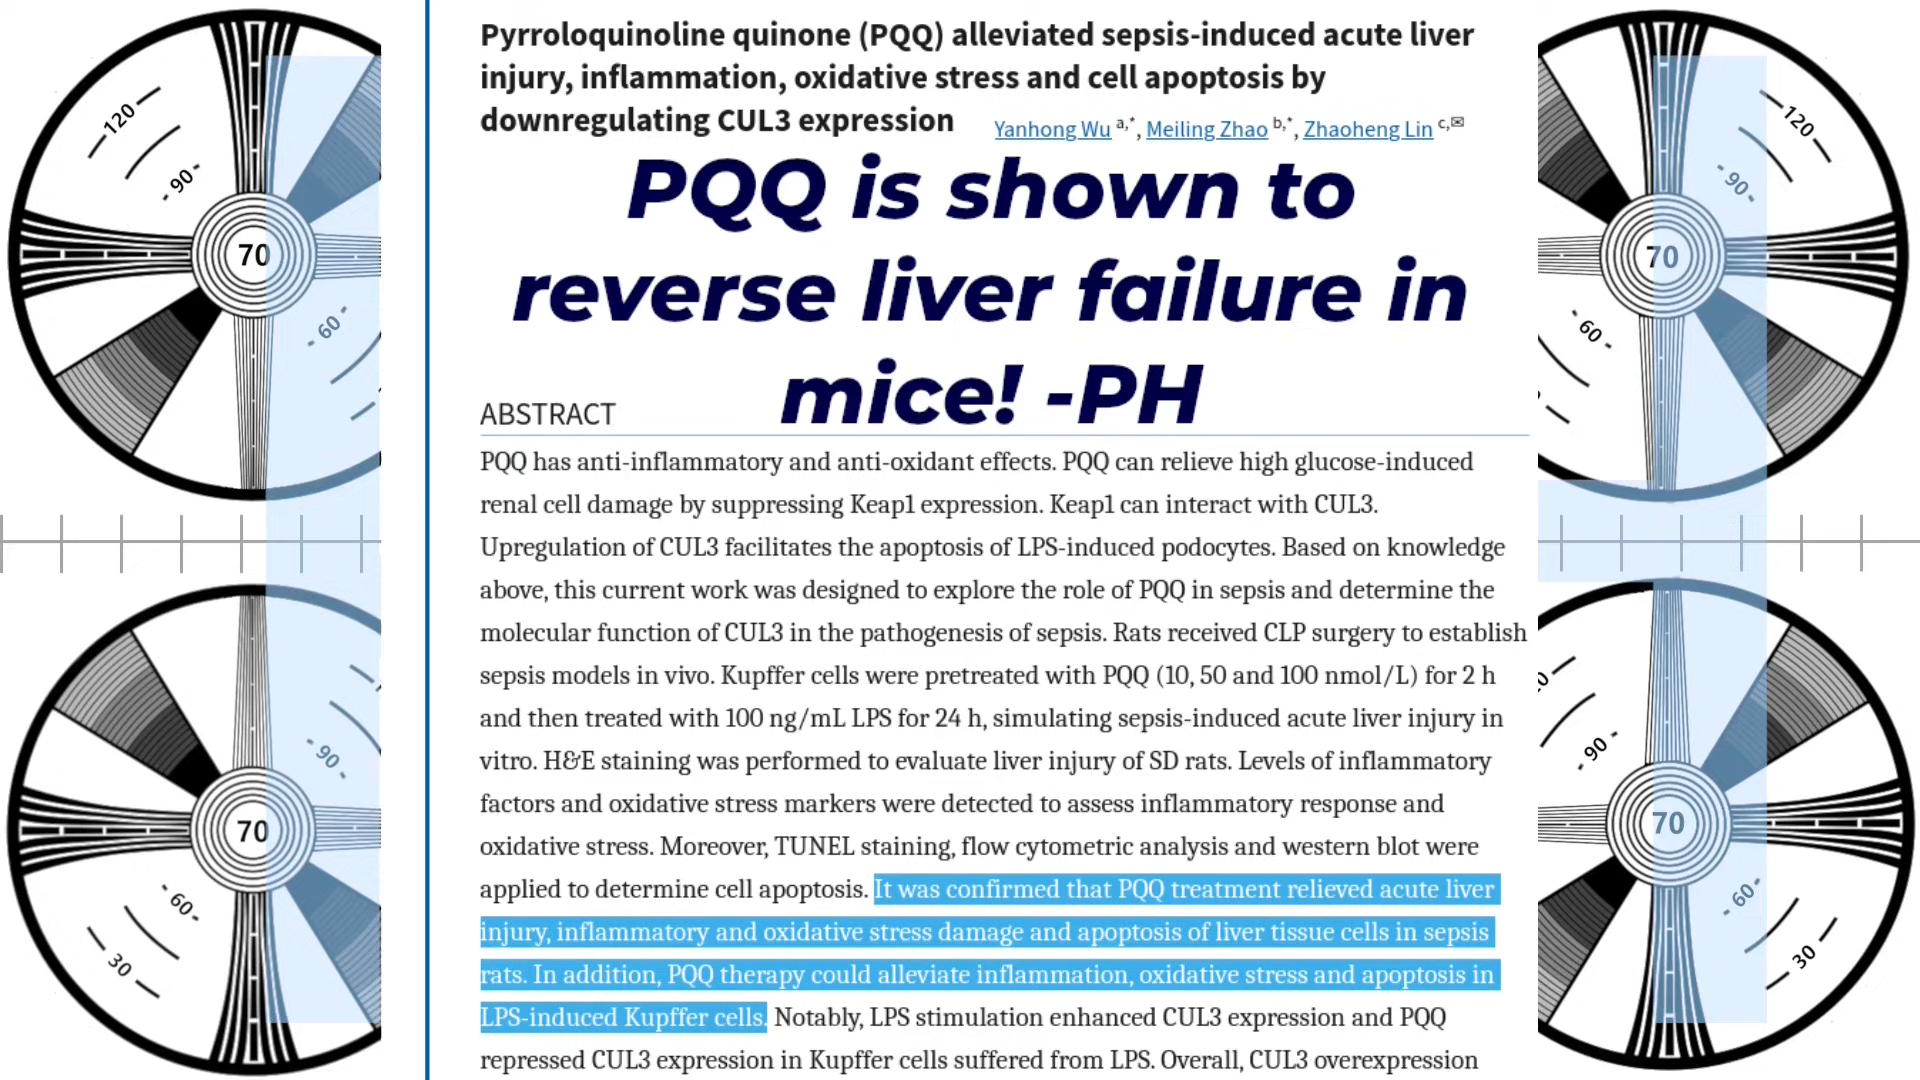 Pyrroloquinoline quinone (PQQ) alleviated sepsis-induced acute liver
injury, inflammation, oxidative stress and cell apoptosis by
downregulating CUL3 expression
Yanhong Wu a,*, Meiling Zhao b,*, Zhaoheng Lin c,✉
PQQ is shown to
reverse liver failure in
mice! -PH
ABSTRACT
PQQ has anti-inflammatory and anti-oxidant effects. PQQ can relieve high glucose-induced
renal cell damage by suppressing Keap1 expression. Keap1 can interact with CUL3.
Upregulation of CUL3 facilitates the apoptosis of LPS-induced podocytes. Based on knowledge
above, this current work was designed to explore the role of PQQ in sepsis and determine the
molecular function of CUL3 in the pathogenesis of sepsis. Rats received CLP surgery to establish
sepsis models in vivo. Kupffer cells were pretreated with PQQ (10, 50 and 100 nmol/L) for 2 h
and then treated with 100 ng/mL LPS for 24 h, simulating sepsis-induced acute liver injury in
vitro. H&E staining was performed to evaluate liver injury of SD rats. Levels of inflammatory
factors and oxidative stress markers were detected to assess inflammatory response and
oxidative stress. Moreover, TUNEL staining, flow cytometric analysis and western blot were
applied to determine cell apoptosis. It was confirmed that PQQ treatment relieved acute liver
injury, inflammatory and oxidative stress damage and apoptosis of liver tissue cells in sepsis
rats. In addition, PQQ therapy could alleviate inflammation, oxidative stress and apoptosis in
LPS-induced Kupffer cells. Notably, LPS stimulation enhanced CUL3 expression and PQQ
repressed CUL3 expression in Kupffer cells suffered from LPS. Overall, CUL3 overexpression
120
- 90 -
70
- 60 -
- 90 -
70
- 60 -
30
120
- 90 -
70
- 60 -
- 90 -
70
- 60 -
30